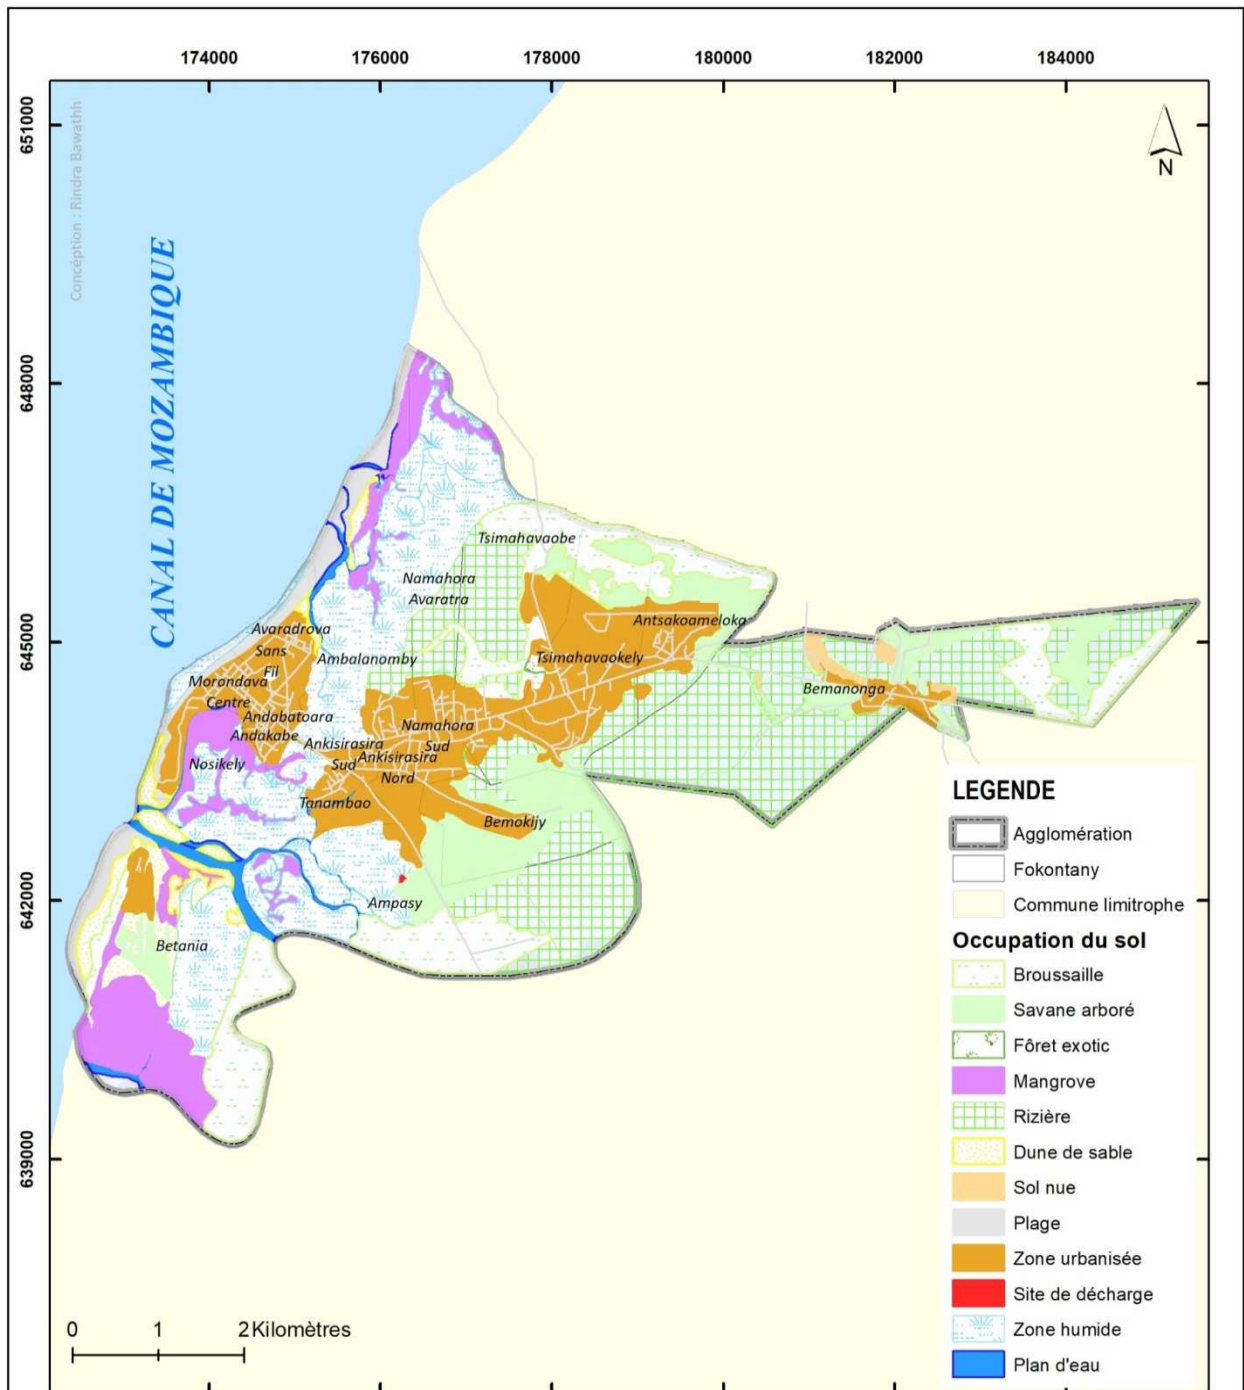 174000
176000
178000
180000
182000
184000
651000
648000
645000
642000
639000
Concéption : Rindra Bawathh
CANAL DE MOZAMBIQUE
N
Tsimahavaobe
Namahora
Avaratra
Antsakoameloka
Avaradrova
Sans
Fil
Ambalanomby
Tsimahavaokely
Morondava
Centre
Bemanonga
Andabatoara
Andakabe
Namahora
Sud
Ankisirasira
Sud
Ankisirasira
Nord
Nosikely
Tanambao
Bemokijy
Ampasy
Betania
LEGENDE
Agglomération
Fokontany
Commune limitrophe
Occupation du sol
Broussaille
Savane arboré
Fôret exotic
Mangrove
Rizière
Dune de sable
Sol nue
Plage
Zone urbanisée
Site de décharge
Zone humide
Plan d'eau
0 1 2 Kilomètres